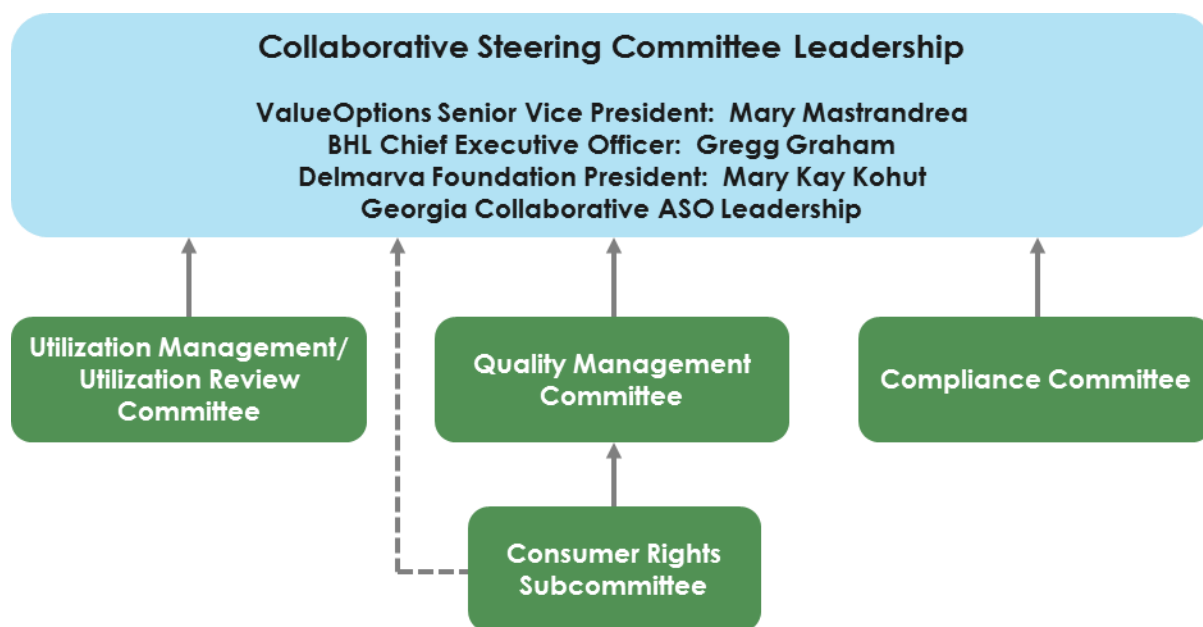 Collaborative Steering Committee Leadership
ValueOptions Senior Vice President:  Mary Mastrandrea
BHL Chief Executive Officer:  Gregg Graham
Delmarva Foundation President:  Mary Kay Kohut
Georgia Collaborative ASO Leadership
Utilization Management/
Utilization Review
Committee
Quality Management
Committee
Compliance Committee
Consumer Rights
Subcommittee